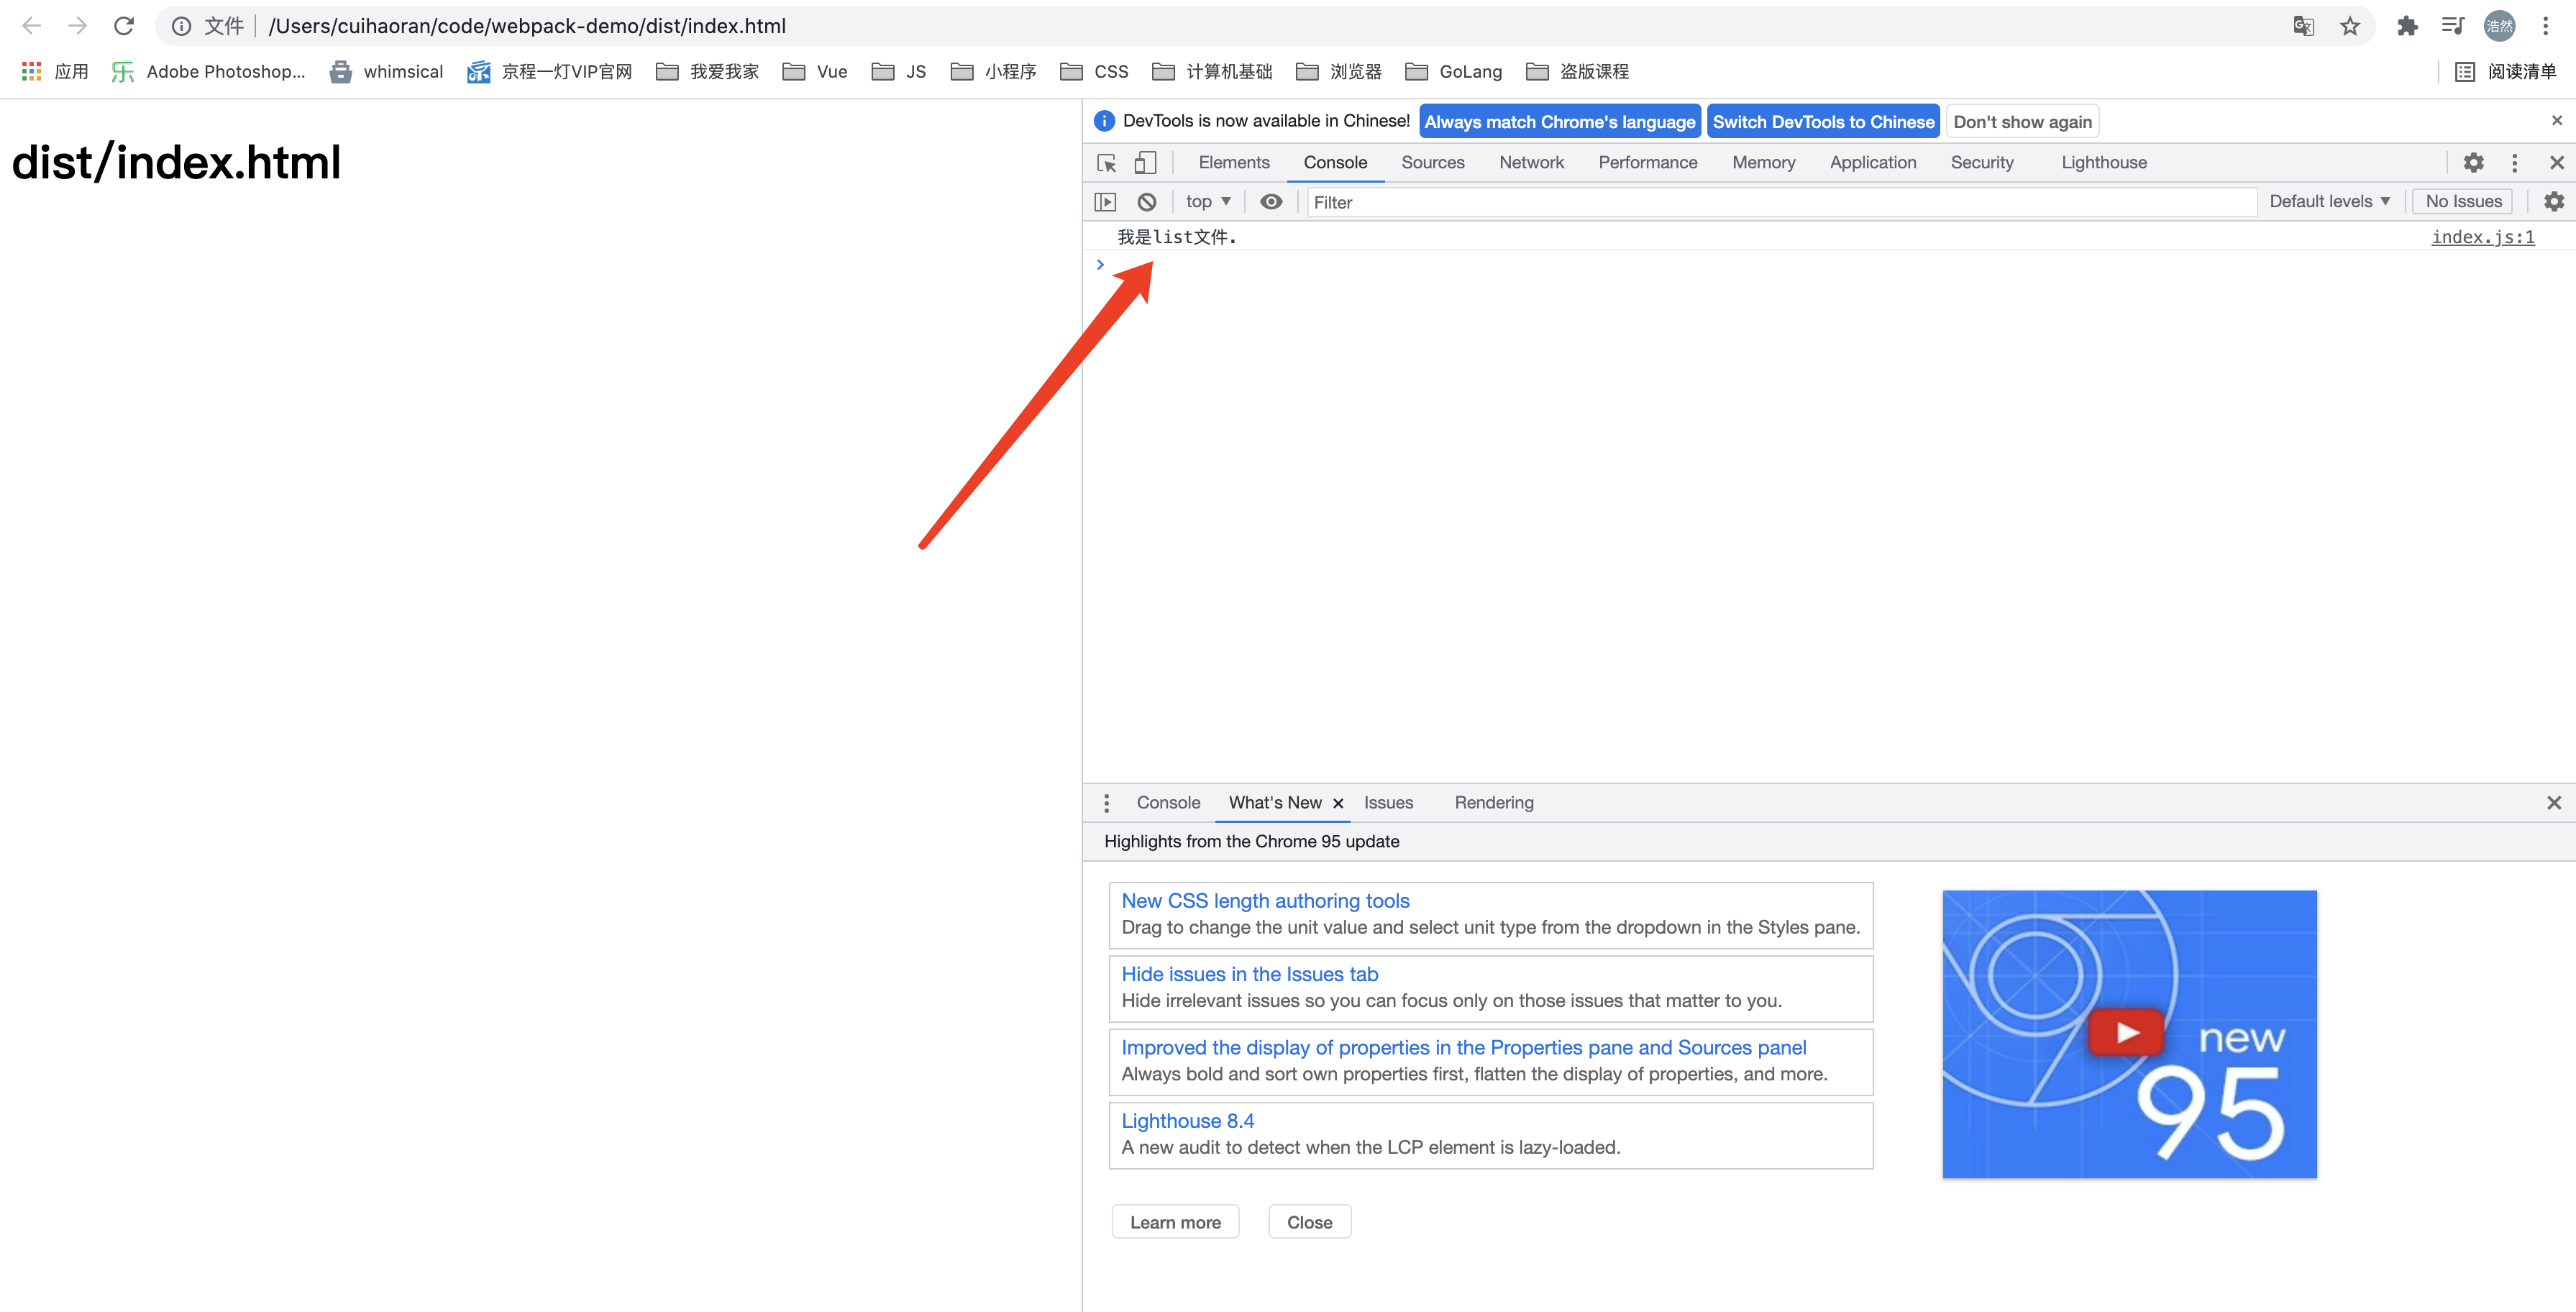 文件 /Users/cuihaoran/code/webpack-demo/dist/index.html 浩然
应用 乐 Adobe Photoshop... whimsical 京程一灯VIP官网 我爱我家 Vue JS 小程序 CSS 计算机基础 浏览器 GoLang 盗版课程 阅读清单
dist/index.html
DevTools is now available in Chinese! Always match Chrome's language Switch DevTools to Chinese Don't show again
Elements Console Sources Network Performance Memory Application Security Lighthouse
top Filter Default levels No Issues
我是list文件. index.js:1
Console What's New Issues Rendering
Highlights from the Chrome 95 update
New CSS length authoring tools
Drag to change the unit value and select unit type from the dropdown in the Styles pane.
Hide issues in the Issues tab
Hide irrelevant issues so you can focus only on those issues that matter to you.
Improved the display of properties in the Properties pane and Sources panel
Always bold and sort own properties first, flatten the display of properties, and more.
Lighthouse 8.4
A new audit to detect when the LCP element is lazy-loaded.
new
95
Learn more Close